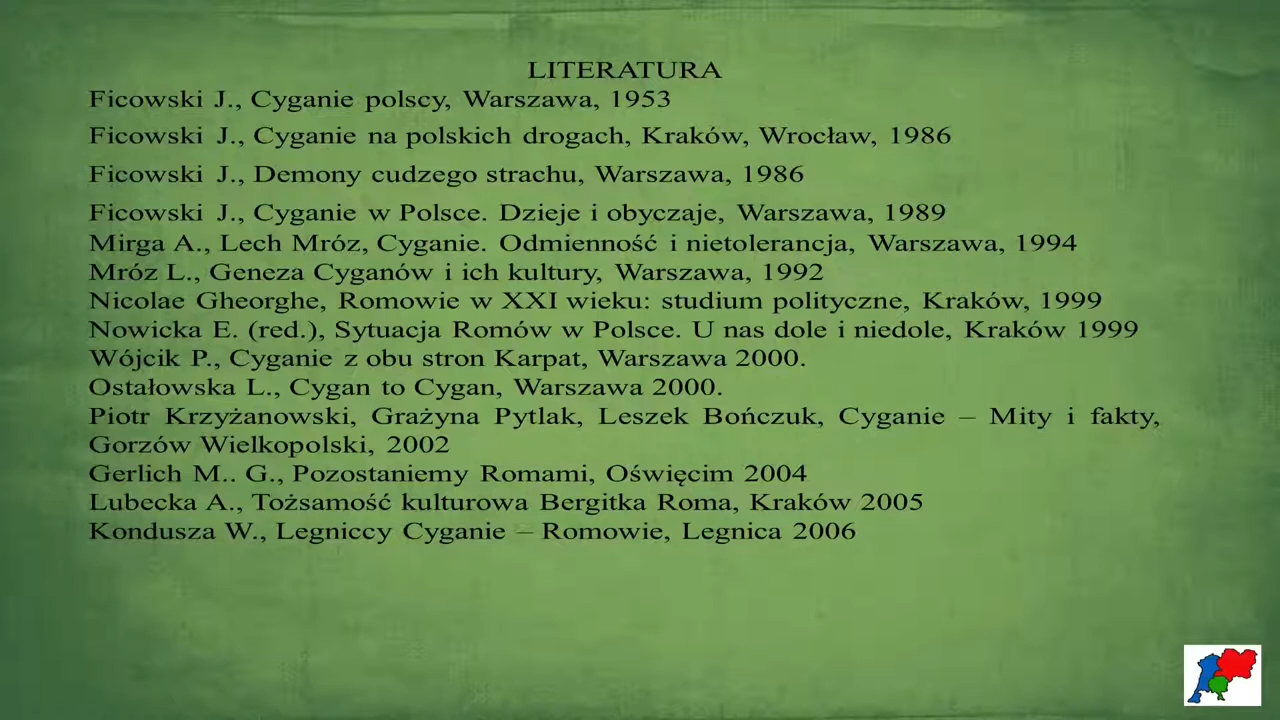 LITERATURA
Ficowski J., Cyganie polscy, Warszawa, 1953
Ficowski J., Cyganie na polskich drogach, Kraków, Wrocław, 1986
Ficowski J., Demony cudzego strachu, Warszawa, 1986
Ficowski J., Cyganie w Polsce. Dzieje i obyczaje, Warszawa, 1989
Mirga A., Lech Mróz, Cyganie. Odmienność i nietolerancja, Warszawa, 1994
Mróz L., Geneza Cyganów i ich kultury, Warszawa, 1992
Nicolae Gheorghe, Romowie w XXI wieku: studium polityczne, Kraków, 1999
Nowicka E. (red.), Sytuacja Romów w Polsce. U nas dole i niedole, Kraków 1999
Wójcik P., Cyganie z obu stron Karpat, Warszawa 2000.
Ostałowska L., Cygan to Cygan, Warszawa 2000.
Piotr Krzyżanowski, Grażyna Pytlak, Leszek Bończuk, Cyganie – Mity i fakty,
Gorzów Wielkopolski, 2002
Gerlich M.. G., Pozostaniemy Romami, Oświęcim 2004
Lubecka A., Tożsamość kulturowa Bergitka Roma, Kraków 2005
Kondusza W., Legniccy Cyganie – Romowie, Legnica 2006